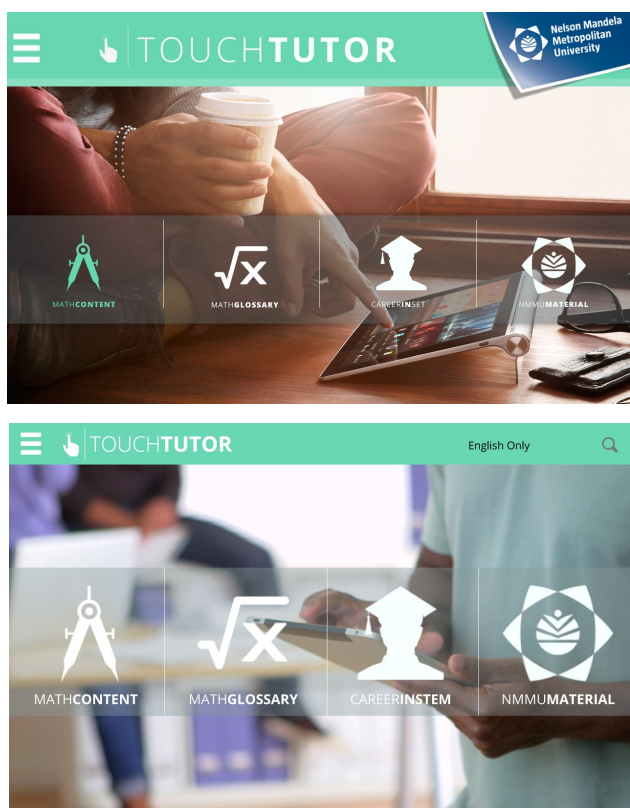 TOUCHTUTOR
Nelson Mandela
Metropolitan
University
MATHCONTENT
√x
MATHGLOSSARY
CAREERINSET
NMMUMATERIAL
TOUCHTUTOR
English Only
MATHCONTENT
√x
MATHGLOSSARY
CAREERINSTEM
NMMUMATERIAL